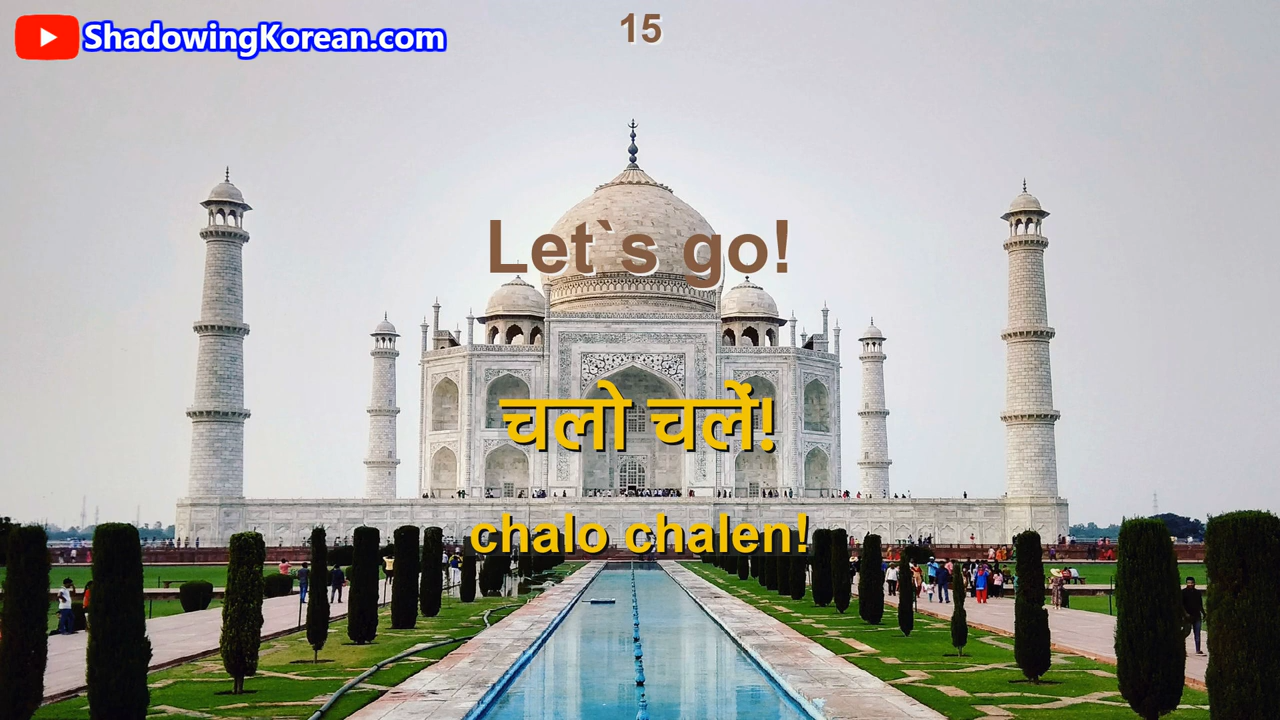 ShadowingKorean.com
15
Let`s go!
चलो चलें!
chalo chalen!